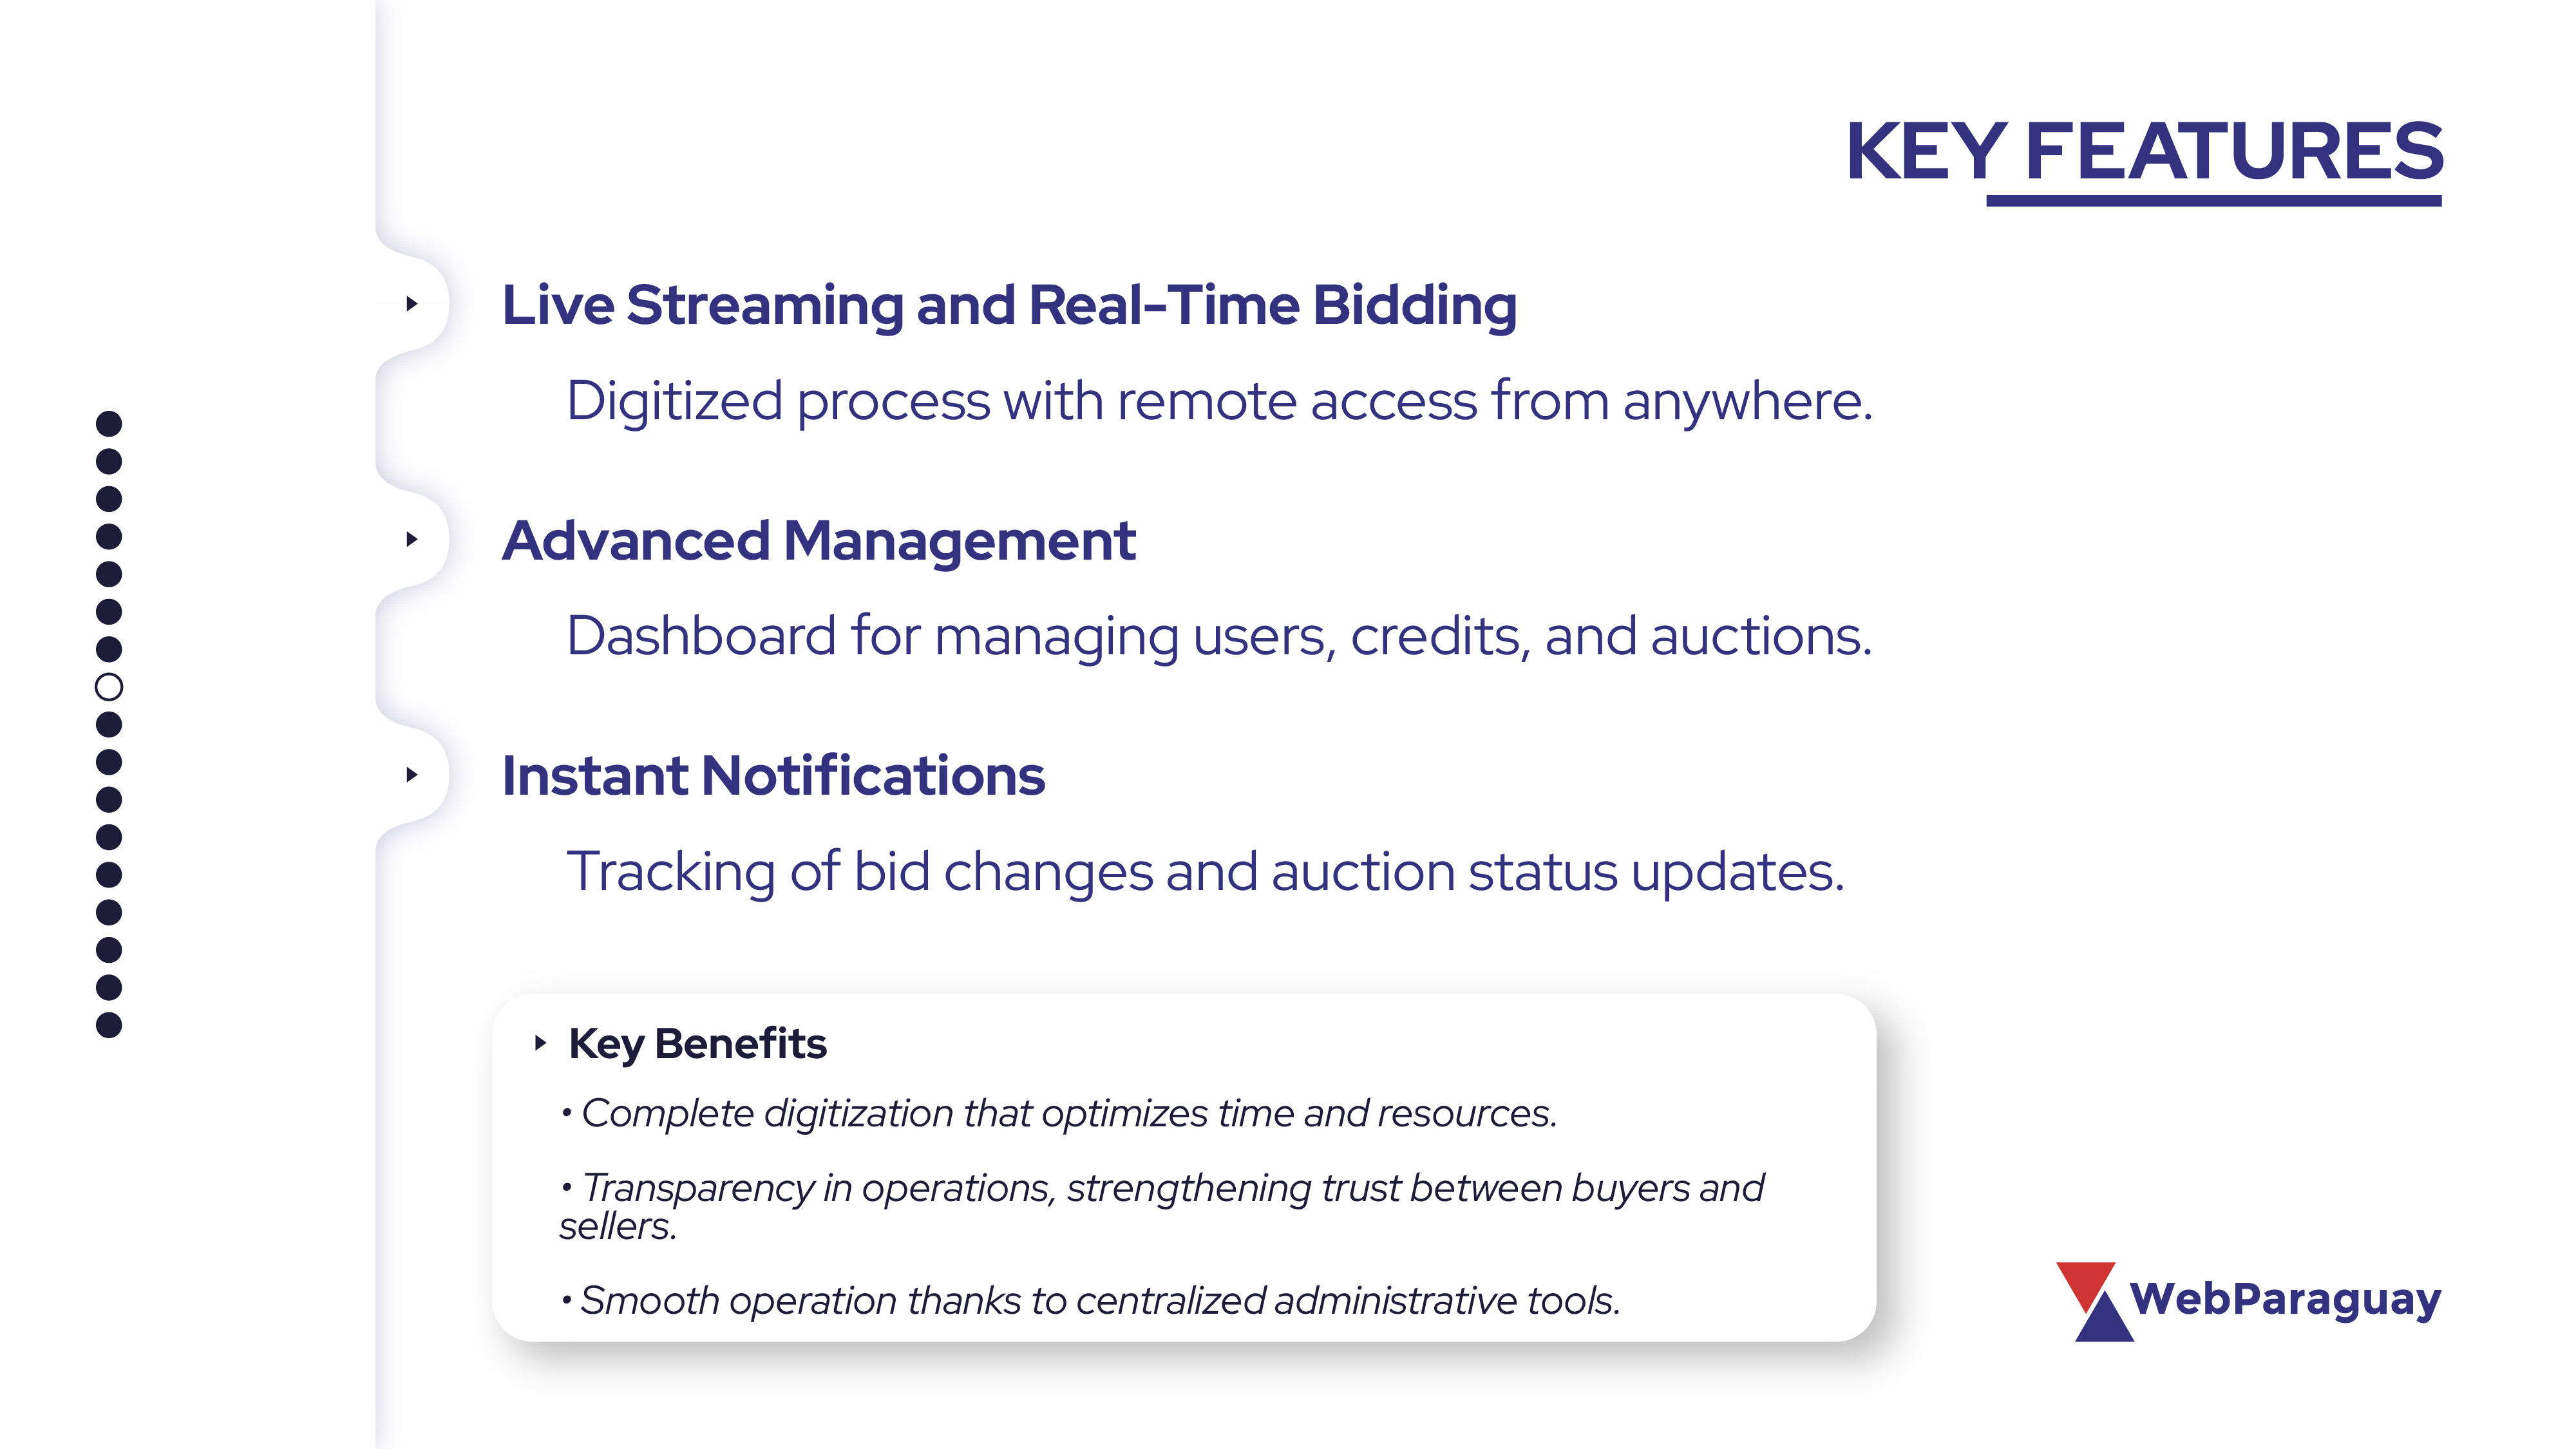 KEY FEATURES
Live Streaming and Real-Time Bidding
Digitized process with remote access from anywhere.
Advanced Management
Dashboard for managing users, credits, and auctions.
Instant Notifications
Tracking of bid changes and auction status updates.
Key Benefits
• Complete digitization that optimizes time and resources.
• Transparency in operations, strengthening trust between buyers and
sellers.
• Smooth operation thanks to centralized administrative tools.
WebParaguay